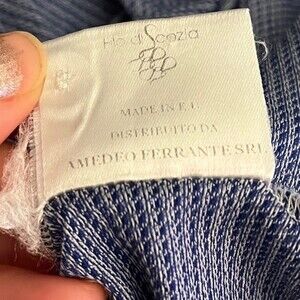 Filo di Scozia
MADE IN E.U.
DISTRIBUITO DA
AMEDEO FERRANTE SRL